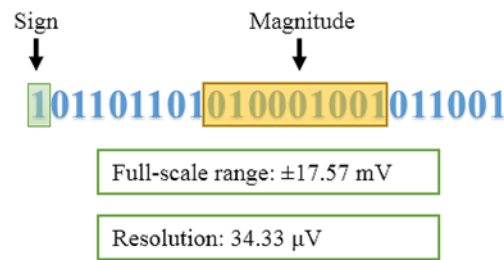 Sign Magnitude
101101101010001001011001
Full-scale range: ±17.57 mV
Resolution: 34.33 μV